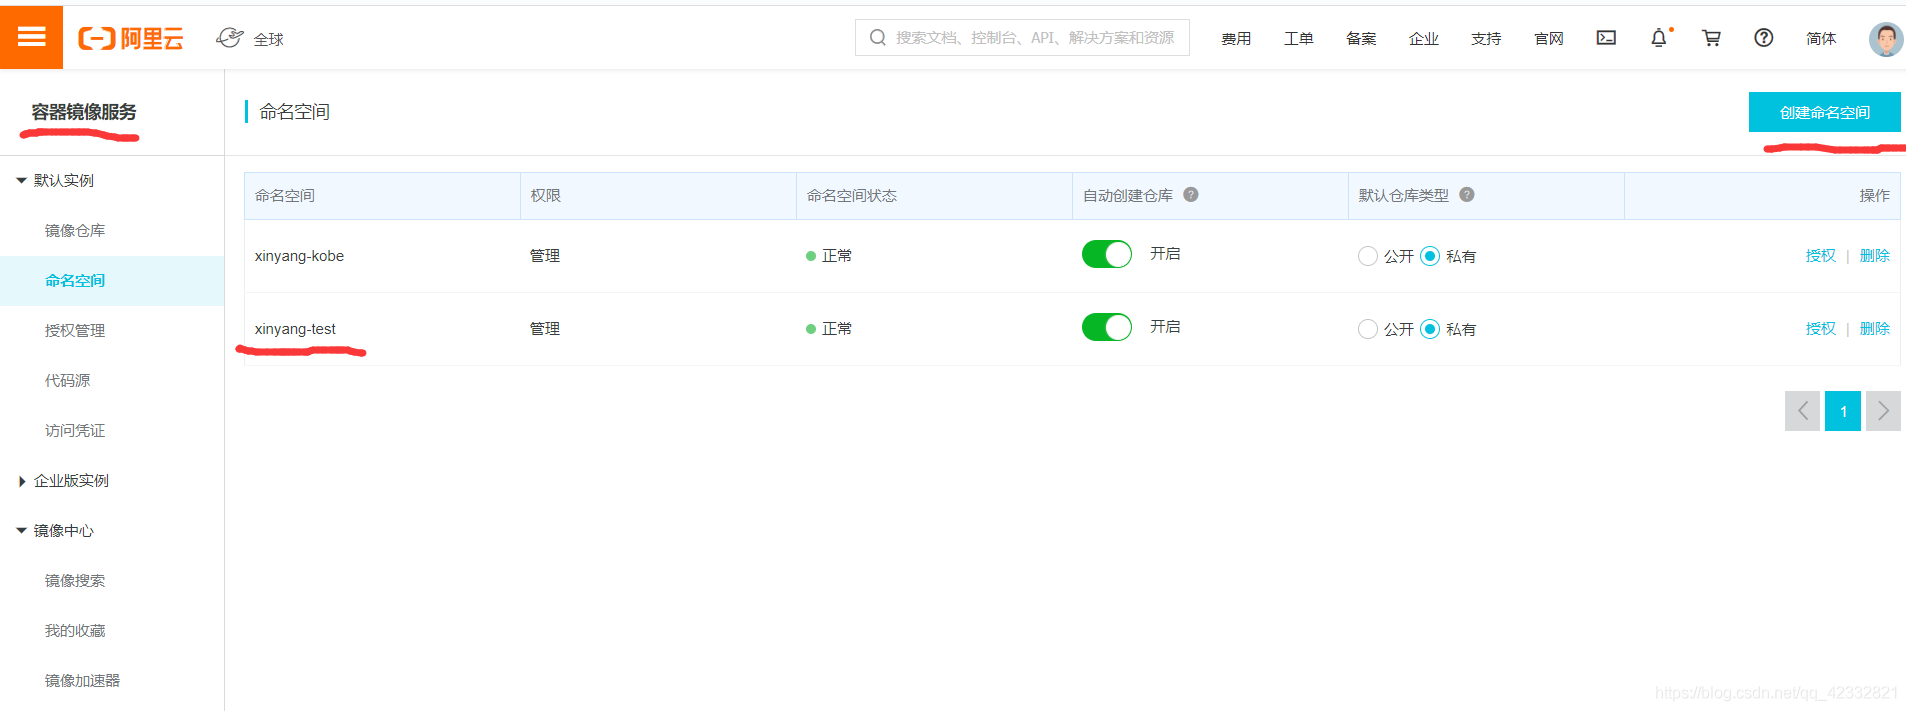 阿里云
全球
搜索文档、控制台、API、解决方案和资源
费用
工单
备案
企业
支持
官网
简体
容器镜像服务
默认实例
镜像仓库
命名空间
授权管理
代码源
访问凭证
企业版实例
镜像中心
镜像搜索
我的收藏
镜像加速器
命名空间
创建命名空间
命名空间 权限 命名空间状态 自动创建仓库 ? 默认仓库类型 ? 操作
xinyang-kobe 管理 正常 开启 公开 私有 授权 | 删除
xinyang-test 管理 正常 开启 公开 私有 授权 | 删除
1
https://blog.csdn.net/qq_42332821